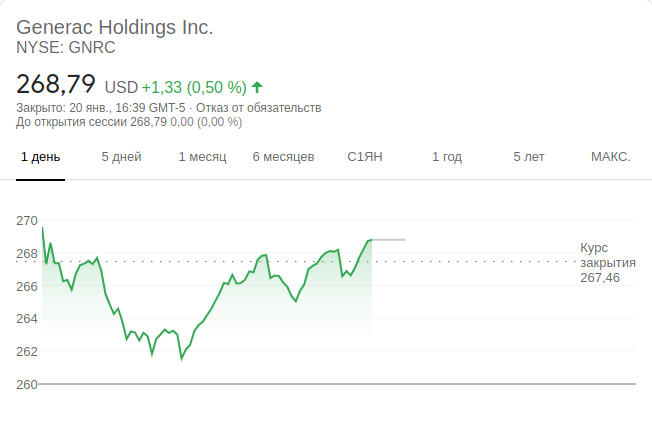 Generac Holdings Inc.
NYSE: GNRC
268,79 USD +1,33 (0,50 %)
Закрыто: 20 янв., 16:39 GMT-5 · Отказ от обязательств
До открытия сессии 268,79 0,00 (0,00 %)
1 день 5 дней 1 месяц 6 месяцев С1ЯН 1 год 5 лет МАКС.
270
268
266
264
262
260
Курс
закрытия
267,46